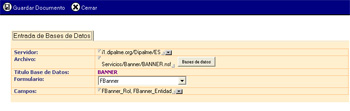 Guardar Documento Cerrar
Entrada de Bases de Datos
Servidor: /l.dipalme.org/Dipalme/ES
Archivo:
Servicios/Banner/BANNER.nsf Bases de datos
Titulo Base de Datos: BANNER
Formulario: FBanner
Campos: FBanner_Rol, FBanner_Entidad